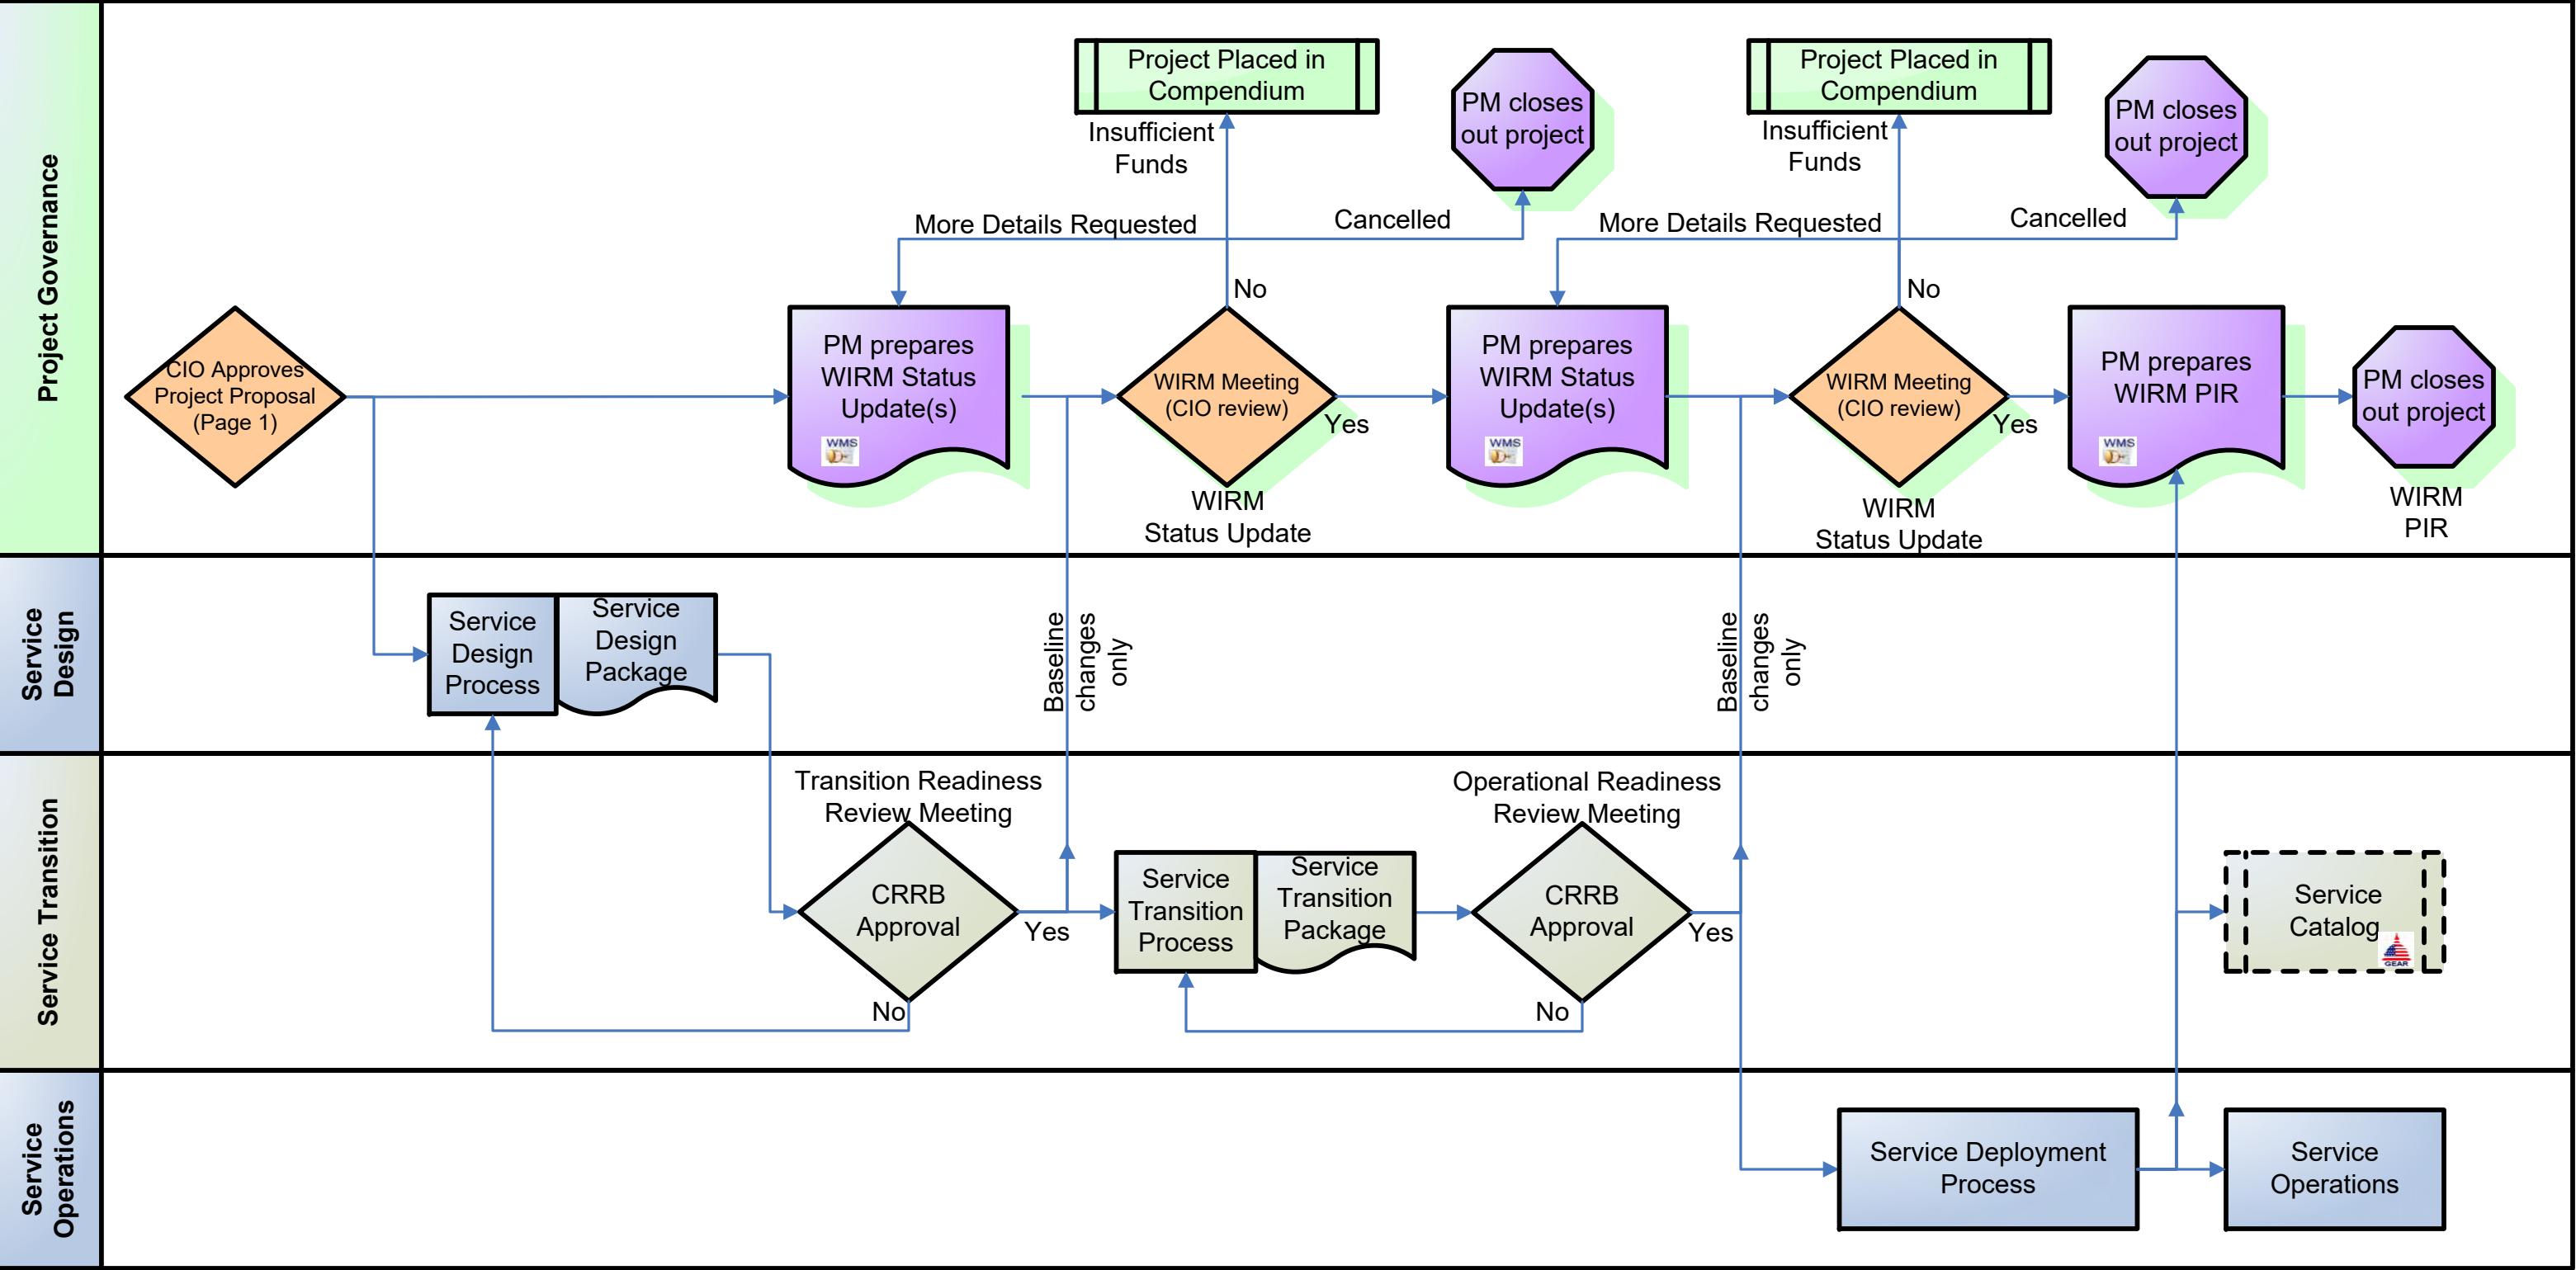 Project Governance
Project Placed in
Compendium
Insufficient
Funds
PM closes
out project
More Details Requested
Cancelled
No
Project Placed in
Compendium
Insufficient
Funds
PM closes
out project
More Details Requested
Cancelled
No
CIO Approves
Project Proposal
(Page 1)
PM prepares
WIRM Status
Update(s)
WMS
WIRM Meeting
(CIO review)
Yes
WIRM
Status Update
PM prepares
WIRM Status
Update(s)
WMS
WIRM Meeting
(CIO review)
Yes
WIRM
Status Update
PM prepares
WIRM PIR
WMS
PM closes
out project
WIRM
PIR
Service
Design
Service
Design
Process
Service
Design
Package
Baseline
changes
only
Baseline
changes
only
Service Transition
Transition Readiness
Review Meeting
CRRB
Approval
Yes
No
Service
Transition
Process
Service
Transition
Package
Operational Readiness
Review Meeting
CRRB
Approval
Yes
No
Service
Catalog
GEAR
Service
Operations
Service Deployment
Process
Service
Operations